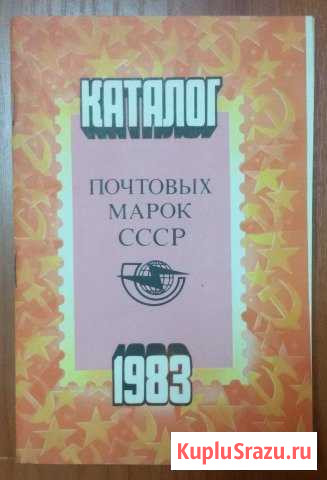 КАТАЛОГ
ПОЧТОВЫХ
МАРОК
СССР
1983
KupluSrazu.ru